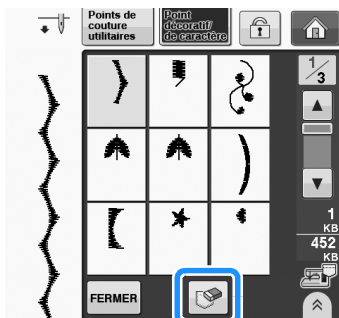 Points de
couture
utilitaires
Point
décoratif/
de caractère
1/3
1
KB
452
KB
FERMER